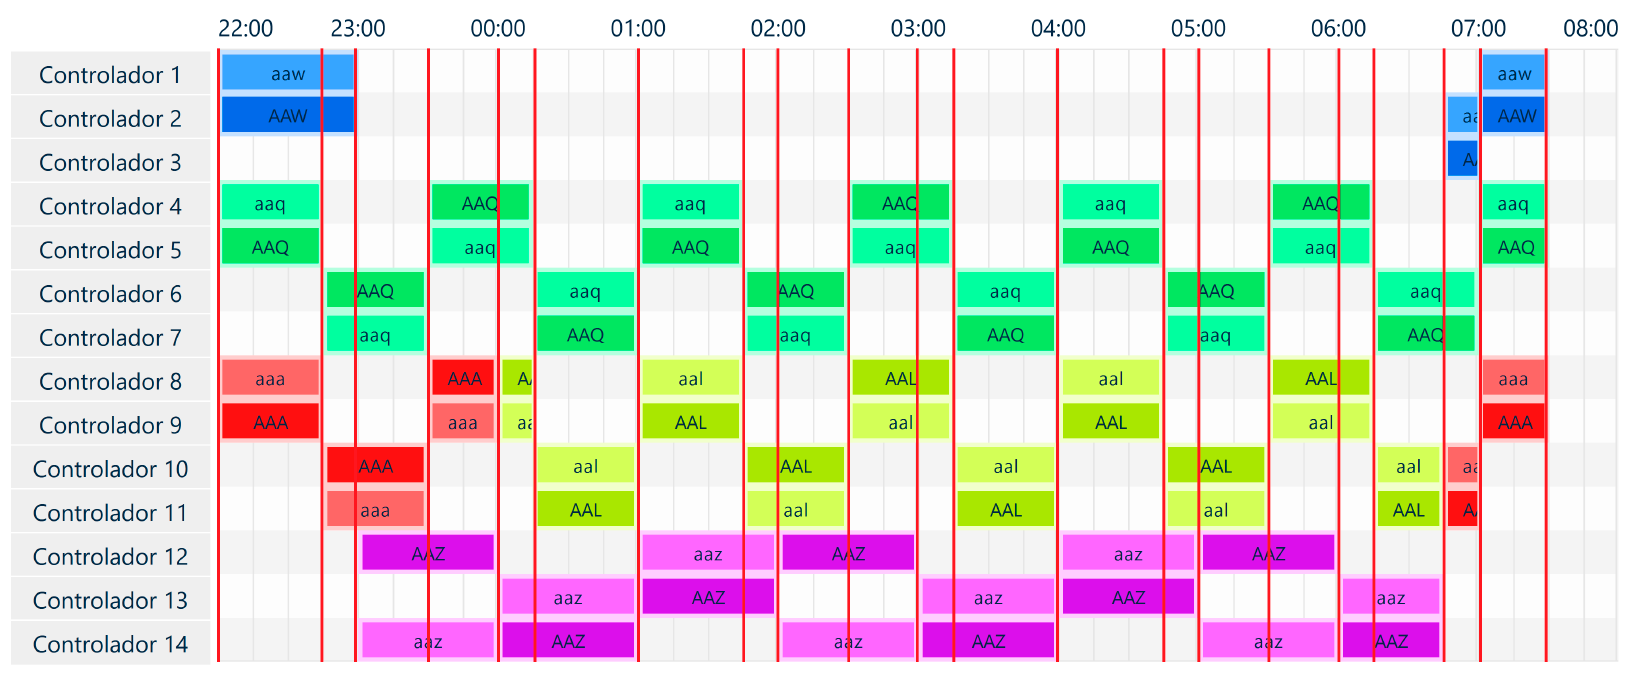 22:00 23:00 00:00 01:00 02:00 03:00 04:00 05:00 06:00 07:00 08:00
Controlador 1 aaw aaw
Controlador 2 AAW AAW
Controlador 3
Controlador 4 aaq AAQ aaq AAQ aaq AAQ aaq
Controlador 5 AAQ aaq AAQ aaq AAQ aaq AAQ
Controlador 6 AAQ aaq AAQ aaq AAQ aaq
Controlador 7 aaq AAQ aaq AAQ aaq AAQ
Controlador 8 aaa AAA aal AAL aal AAL aaa
Controlador 9 AAA aaa AAL aal AAL aal AAA
Controlador 10 AAA aal AAL aal AAL aal
Controlador 11 aaa AAL aal AAL aal AAL
Controlador 12 AAZ aaz AAZ aaz AAZ
Controlador 13 aaz AAZ aaz AAZ aaz
Controlador 14 aaz AAZ aaz AAZ aaz AAZ